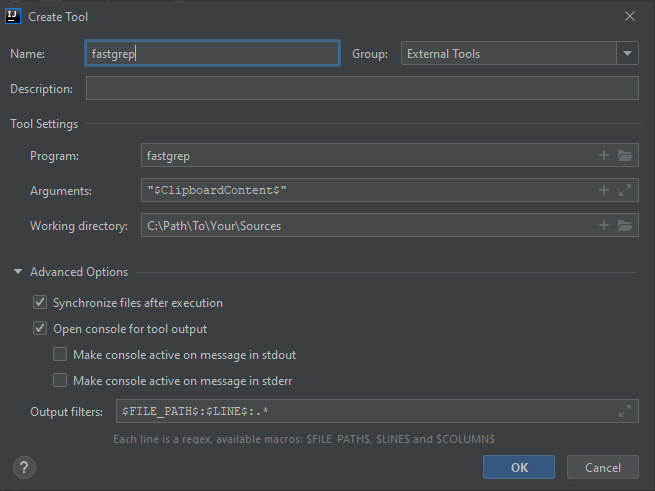 IJ Create Tool
Name: fastgrep Group: External Tools
Description:
Tool Settings
Program: fastgrep
Arguments: "$ClipboardContent$"
Working directory: C:\Path\To\Your\Sources
Advanced Options
Synchronize files after execution
Open console for tool output
Make console active on message in stdout
Make console active on message in stderr
Output filters: $FILE_PATH$:$LINE$:.*
Each line is a regex, available macros: $FILE_PATH$, $LINE$ and $COLUMN$
? OK Cancel